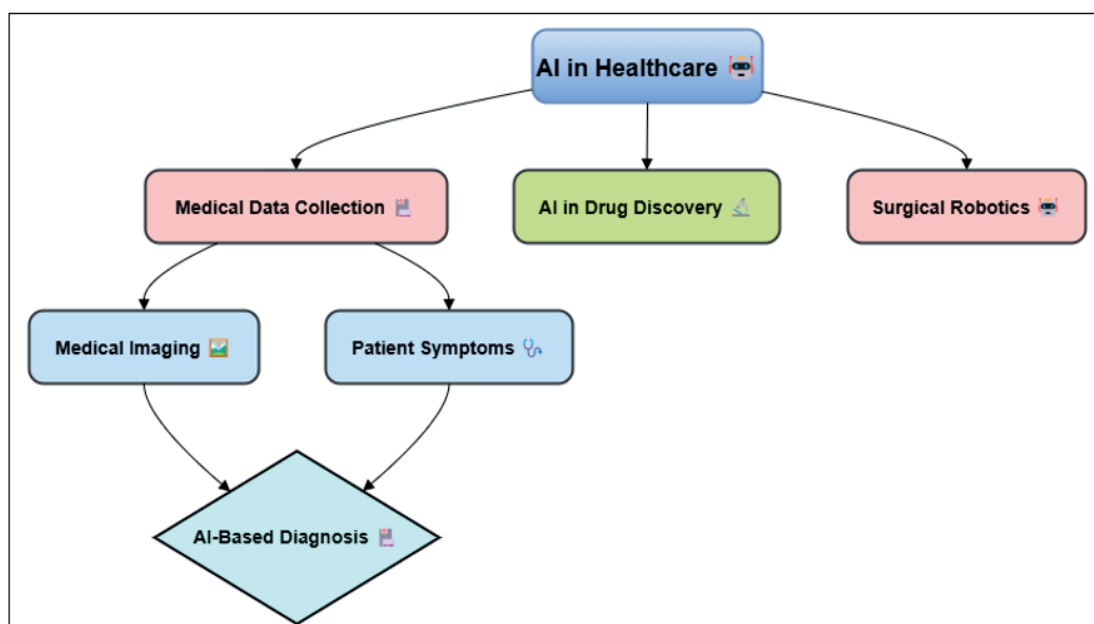 AI in Healthcare 🤖
Medical Data Collection
AI in Drug Discovery 🔬
Surgical Robotics 🤖
Medical Imaging 🖼️
Patient Symptoms 🩺
AI-Based Diagnosis